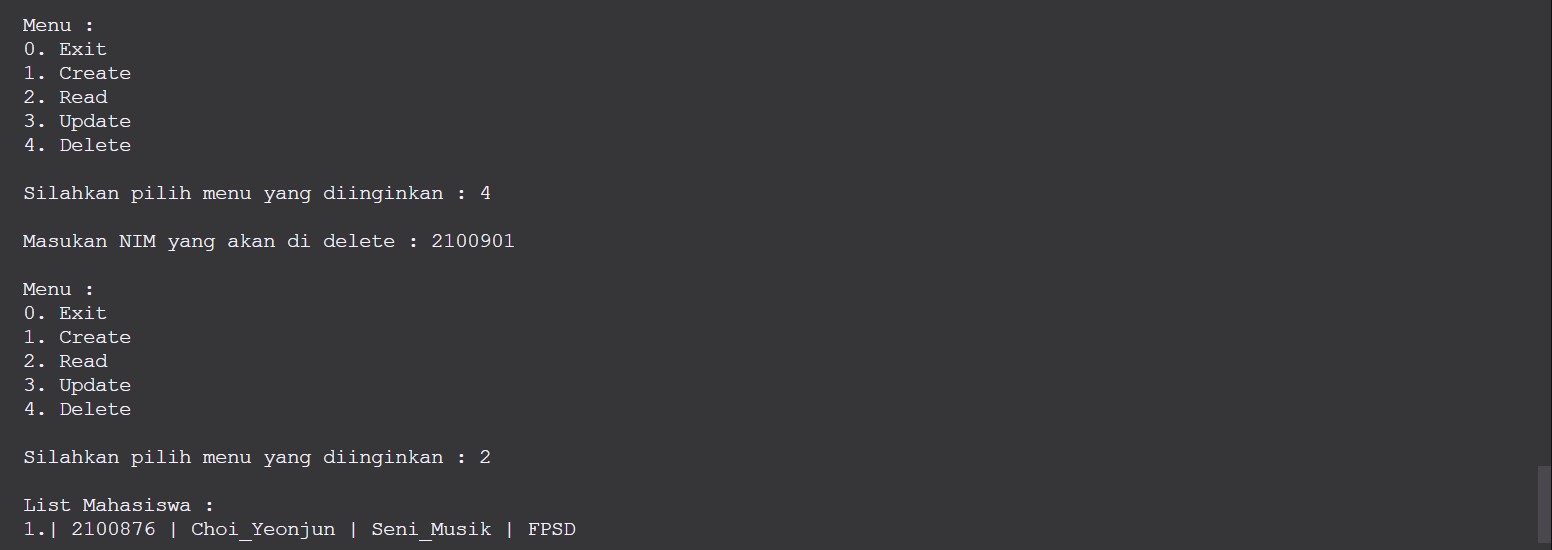 Menu :
0. Exit
1. Create
2. Read
3. Update
4. Delete
Silahkan pilih menu yang diinginkan : 4
Masukan NIM yang akan di delete : 2100901
Menu :
0. Exit
1. Create
2. Read
3. Update
4. Delete
Silahkan pilih menu yang diinginkan : 2
List Mahasiswa :
1.| 2100876 | Choi_Yeonjun | Seni_Musik | FPSD